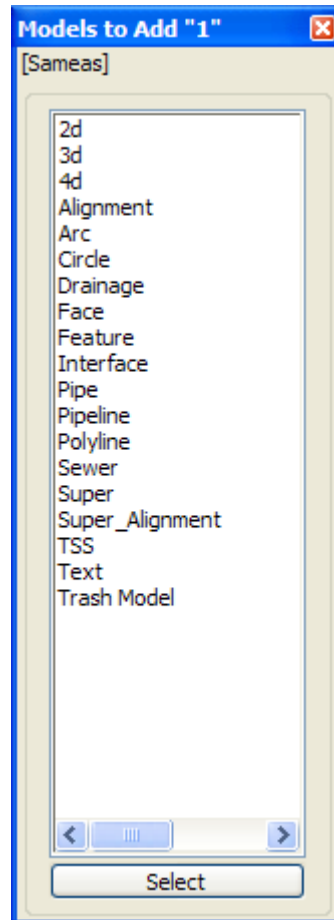 Models to Add "1"
[Sameas]
2d
3d
4d
Alignment
Arc
Circle
Drainage
Face
Feature
Interface
Pipe
Pipeline
Polyline
Sewer
Super
Super_Alignment
TSS
Text
Trash Model
Select